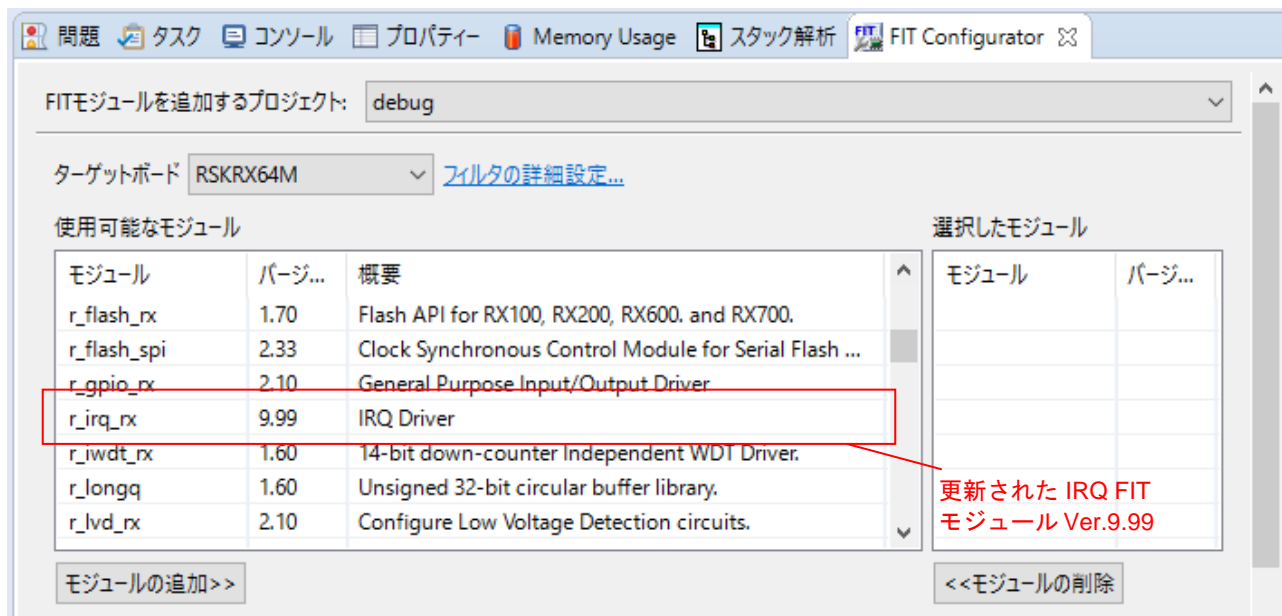 問題 タスク コンソール プロパティー Memory Usage スタック解析 FIT Configurator
FITモジュールを追加するプロジェクト: debug
ターゲットボード RSKRX64M フィルタの詳細設定...
使用可能なモジュール 選択したモジュール
モジュール バージ... 概要 モジュール バージ...
r_flash_rx 1.70 Flash API for RX100, RX200, RX600. and RX700.
r_flash_spi 2.33 Clock Synchronous Control Module for Serial Flash ...
r_gpio_rx 2.10 General Purpose Input/Output Driver
r_irq_rx 9.99 IRQ Driver
r_iwdt_rx 1.60 14-bit down-counter Independent WDT Driver.
r_longq 1.60 Unsigned 32-bit circular buffer library.
r_lvd_rx 2.10 Configure Low Voltage Detection circuits.
更新された IRQ FIT
モジュール Ver.9.99
モジュールの追加>> <<モジュールの削除